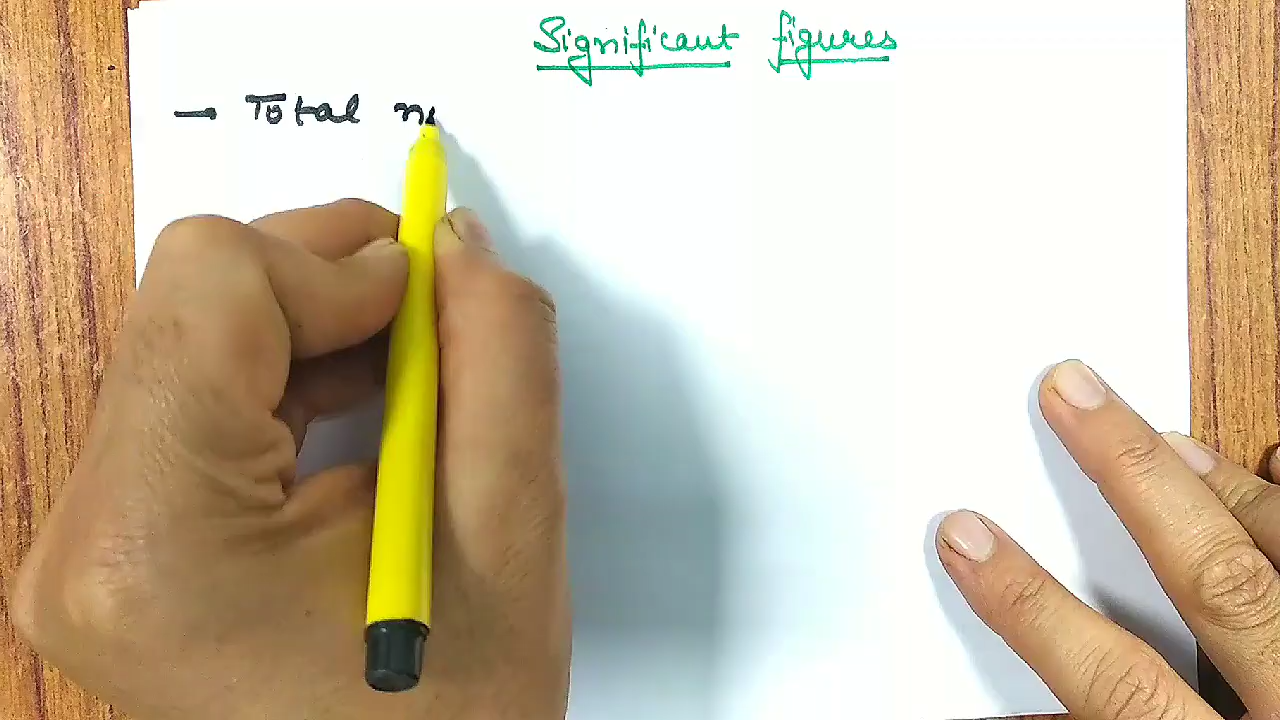 Significant figures
→ Total n